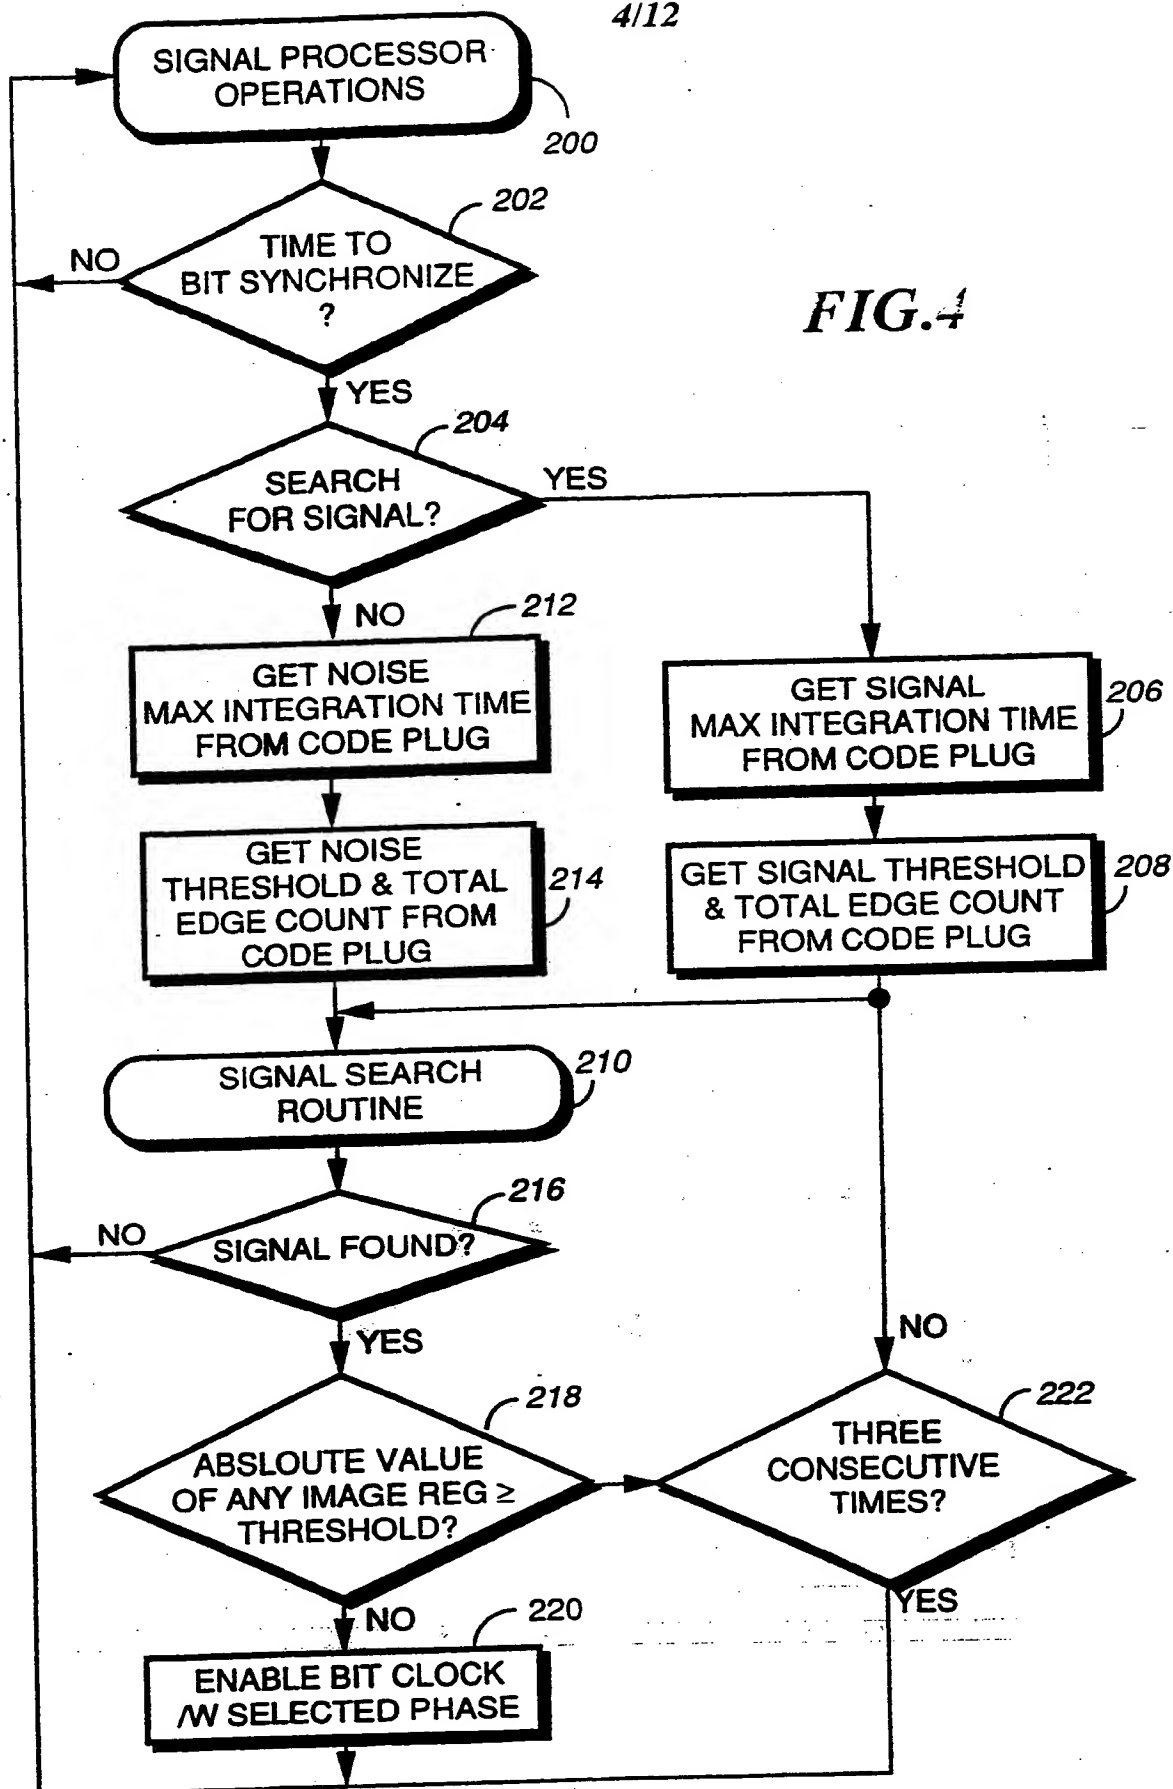 4/12
SIGNAL PROCESSOR
OPERATIONS
200
202
TIME TO
BIT SYNCHRONIZE
?
NO
FIG.4
YES
204
SEARCH
FOR SIGNAL?
YES
NO
212
GET NOISE
MAX INTEGRATION TIME
FROM CODE PLUG
GET SIGNAL
MAX INTEGRATION TIME
FROM CODE PLUG
206
GET NOISE
THRESHOLD & TOTAL
EDGE COUNT FROM
CODE PLUG
214
GET SIGNAL THRESHOLD
& TOTAL EDGE COUNT
FROM CODE PLUG
208
SIGNAL SEARCH
ROUTINE
210
216
NO
SIGNAL FOUND?
YES
NO
218
ABSLOUTE VALUE
OF ANY IMAGE REG ≥
THRESHOLD?
222
THREE
CONSECUTIVE
TIMES?
NO
YES
220
ENABLE BIT CLOCK
/W SELECTED PHASE